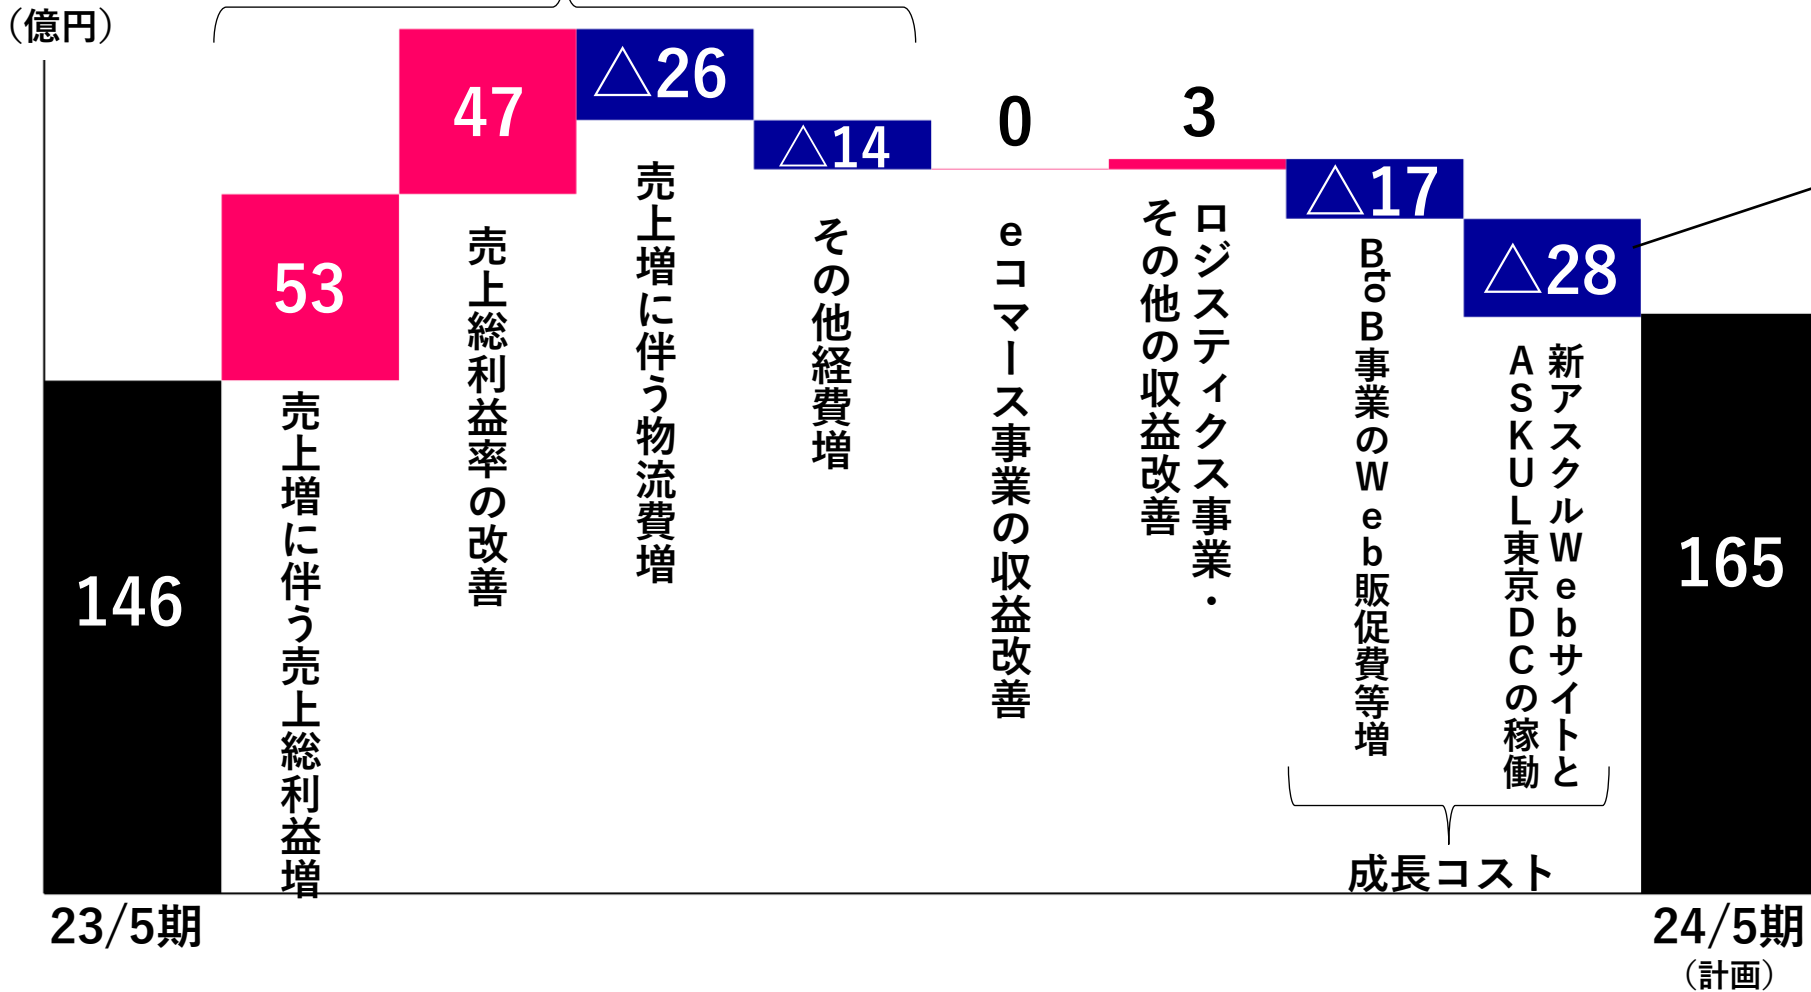 （億円）
146
53
47
△26
△14
0
3
△17
△28
165
売上増に伴う売上総利益増
売上総利益率の改善
売上増に伴う物流費増
その他経費増
eコマース事業の収益改善
ロジスティクス事業・
その他の収益改善
BtoB事業のWeb販促費等増
新アスクルWebサイトと
ASKUL東京DCの稼働
成長コスト
23/5期
24/5期
（計画）